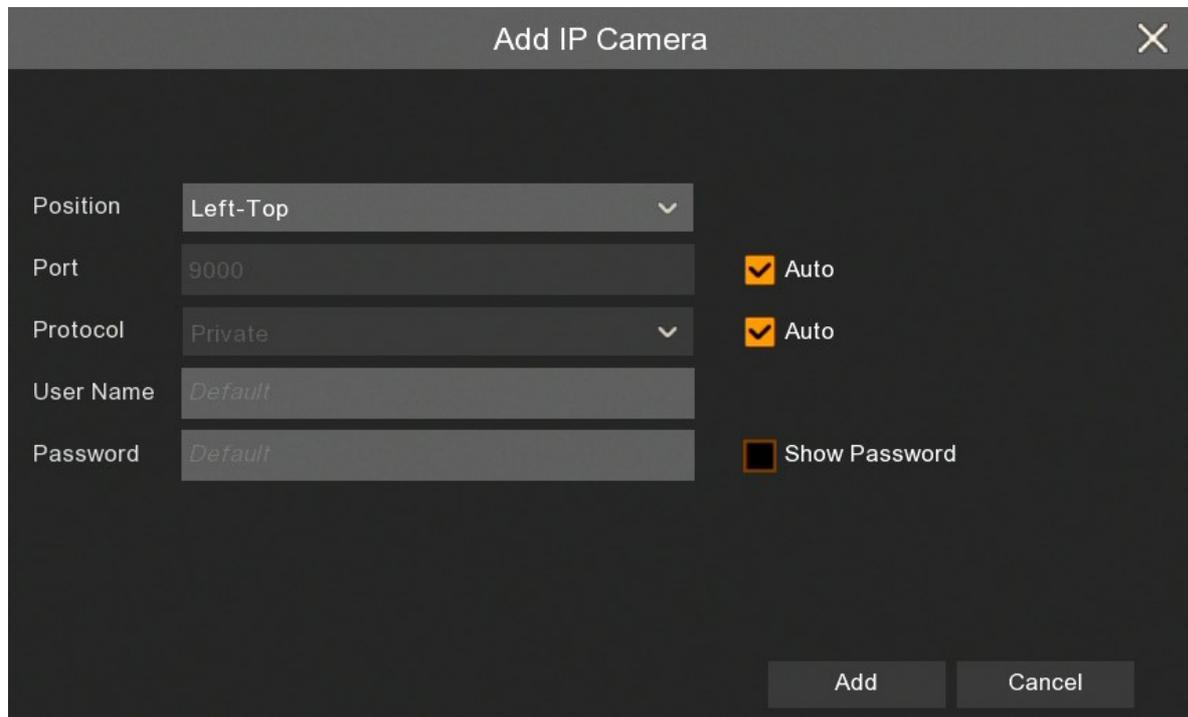 Add IP Camera
Position Left-Top
Port 9000 Auto
Protocol Private Auto
User Name Default
Password Default Show Password
Add Cancel